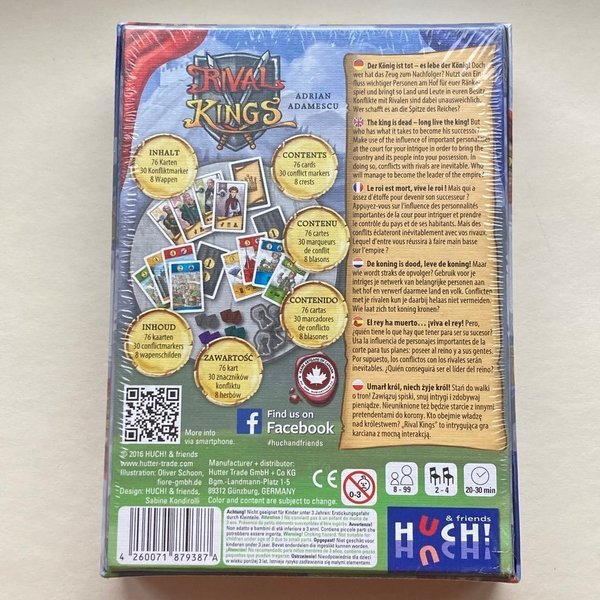 RIVAL
KINGS
ADRIAN
ADAMESCU
INHALT
76 Karten
30 Konfliktmarker
8 Wappen
CONTENTS
76 cards
30 conflict markers
8 crests
CONTENU
76 cartes
30 marqueurs
de conflit
8 blasons
CONTENIDO
76 cartas
30 marcadores
de conflicto
8 blasones
INHOUD
76 kaarten
30 conflictmarkers
8 wapenschilden
ZAWARTOŚĆ
76 kart
30 znaczników
konfliktu
8 herbów
Der König ist tot – es lebe der König! Doch
wer hat das Zeug zum Nachfolger? Nutzt den Ein-
fluss wichtiger Personen am Hof für euer Ränke-
spiel und bringt so Land und Leute in euren Besitz.
Konflikte mit Rivalen sind dabei unausweichlich.
Wer schafft es an die Spitze des Reiches?
The king is dead – long live the king! But
who has what it takes to become his successor?
Make use of the influence of important personalities
at the court for your intrigue in order to bring the
country and its people into your possession. In
doing so, conflicts with rivals are inevitable. Who
will manage to become the leader of the empire?
Le roi est mort, vive le roi ! Mais qui a
assez d'étoffe pour devenir son successeur ?
Appuyez-vous sur l'influence des personnalités
importantes de la cour pour intriguer et prendre
le contrôle du pays et de ses habitants. Mais des
conflits éclateront inévitablement avec vos rivaux.
Lequel d'entre vous réussira à faire main basse
sur l'empire ?
De koning is dood, leve de koning! Maar
wie wordt straks de opvolger? Gebruik voor je
intriges je netwerk van belangrijke personen aan
het hof en verwerf daarmee land en volk. Conflicten
met je rivalen kun je daarbij helaas niet vermijden.
Wie laat zich tot koning kronen?
El rey ha muerto… ¡viva el rey! Pero,
¿quién tiene lo que hay que tener para ser su sucesor?
Usa la influencia de personajes importantes de la
corte para tus planes: poseer al reino y a sus gentes.
Por supuesto, los conflictos con los rivales serán
inevitables. ¿Quién conseguirá ser el líder del reino?
Umarł król, niech żyje król! Stań do walki
o tron! Zawiązuj spiski, snuj intrygi i zdobywaj
pieniądze. Nieuniknione też będzie starcie z innymi
pretendentami do korony. Kto obejmie władzę
nad królestwem? „Rival Kings" to intrygująca gra
karciana z mocną interakcją.
More info
via smartphone.
Find us on
Facebook
#huchandfriends
© 2016 HUCH! & friends
www.hutter-trade.com
Illustration: Oliver Schoon,
fiore-gmbh.de
Design: HUCH! & friends,
Sabine Kondirolli
Manufacturer + distributor:
Hutter Trade GmbH + Co KG
Bgm.-Landmann-Platz 1-5
89312 Günzburg, GERMANY
Color and content are subject to change.
CE
0-3
8 – 99
2 – 4
20-30 min
4 260071 879387
Achtung! Nicht geeignet für Kinder unter 3 Jahren: Erstickungsgefahr
HUCH!
& friends